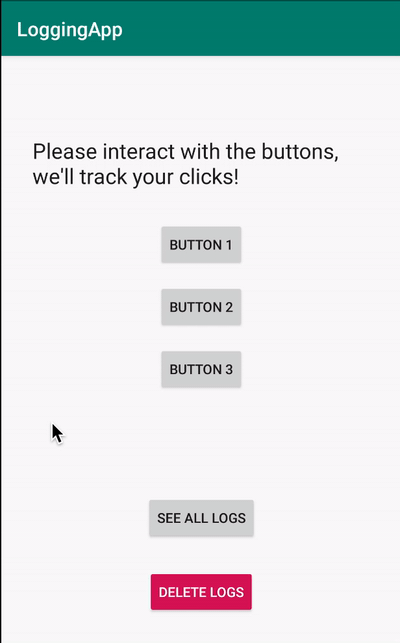 LoggingApp
Please interact with the buttons,
we'll track your clicks!
BUTTON 1
BUTTON 2
BUTTON 3
SEE ALL LOGS
DELETE LOGS